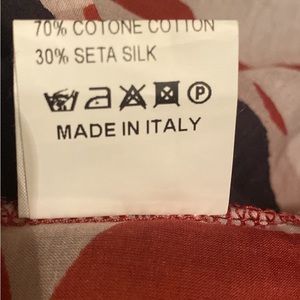 70% COTONE COTTON
30% SETA SILK
P
MADE IN ITALY